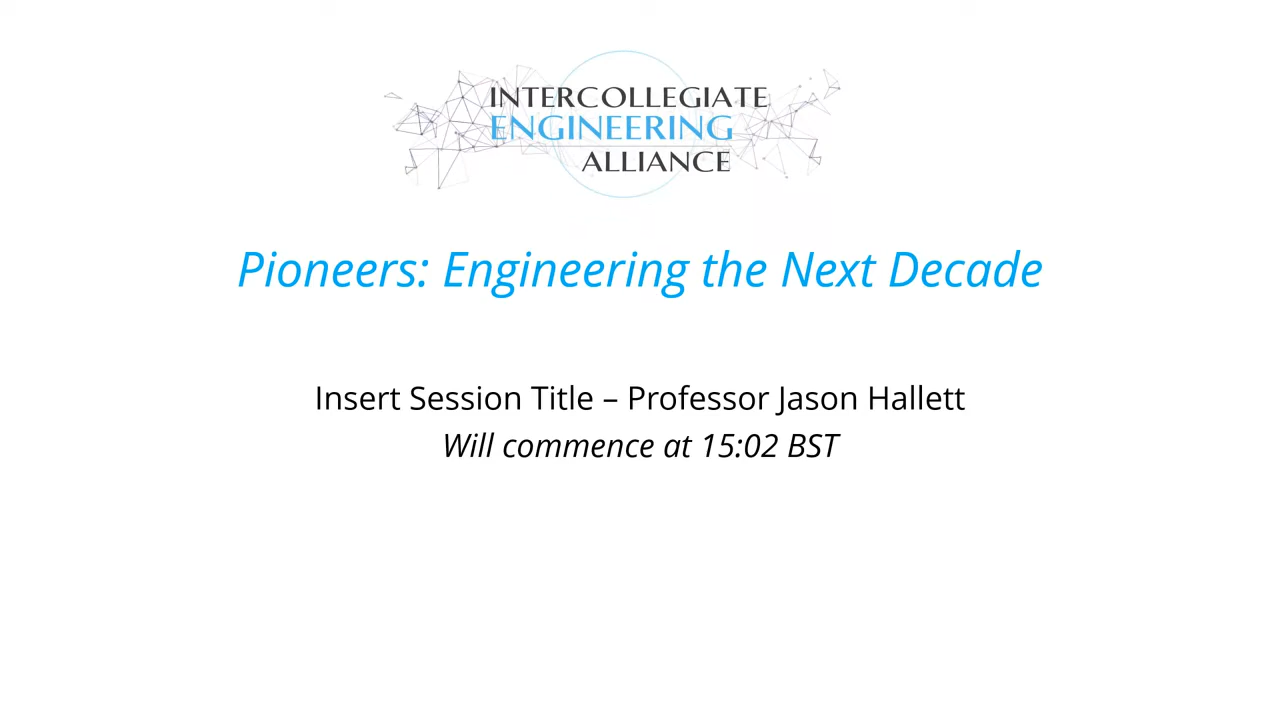 INTERCOLLEGIATE
ENGINEERING
ALLIANCE
Pioneers: Engineering the Next Decade
Insert Session Title – Professor Jason Hallett
Will commence at 15:02 BST